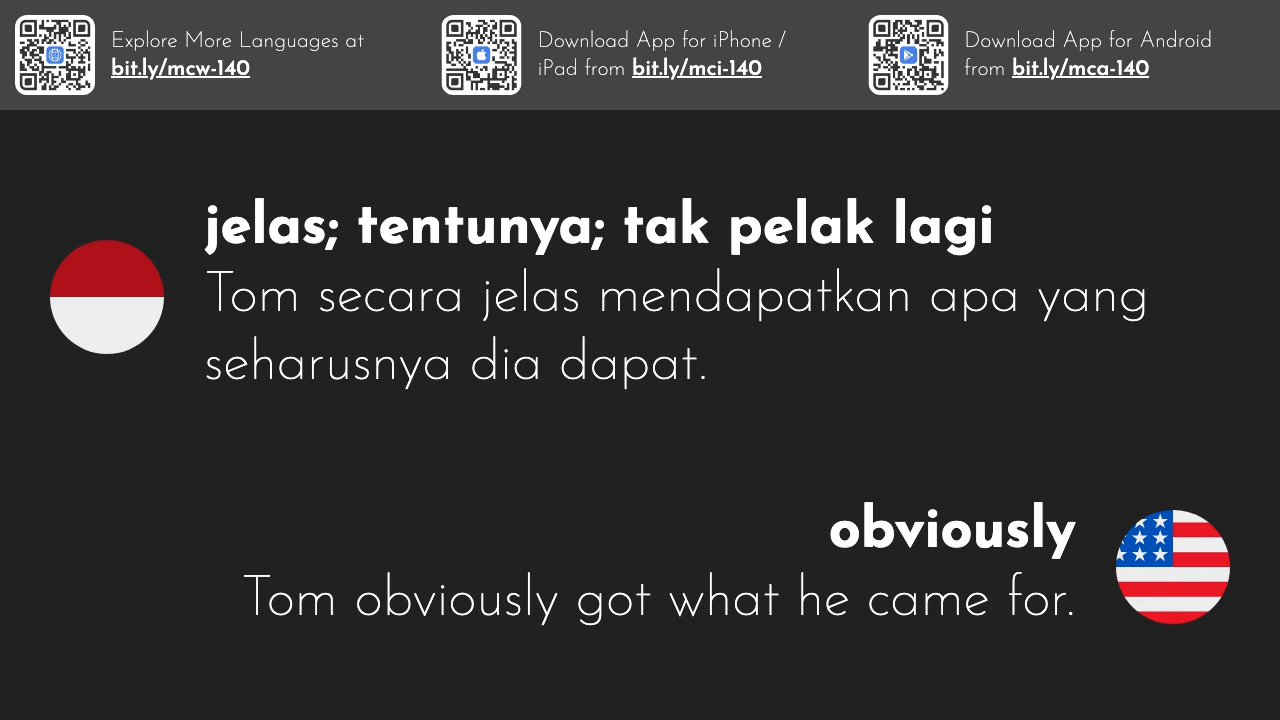 Explore More Languages at
bit.ly/mcw-140
Download App for iPhone /
iPad from bit.ly/mci-140
Download App for Android
from bit.ly/mca-140
jelas; tentunya; tak pelak lagi
Tom secara jelas mendapatkan apa yang
seharusnya dia dapat.
obviously
Tom obviously got what he came for.